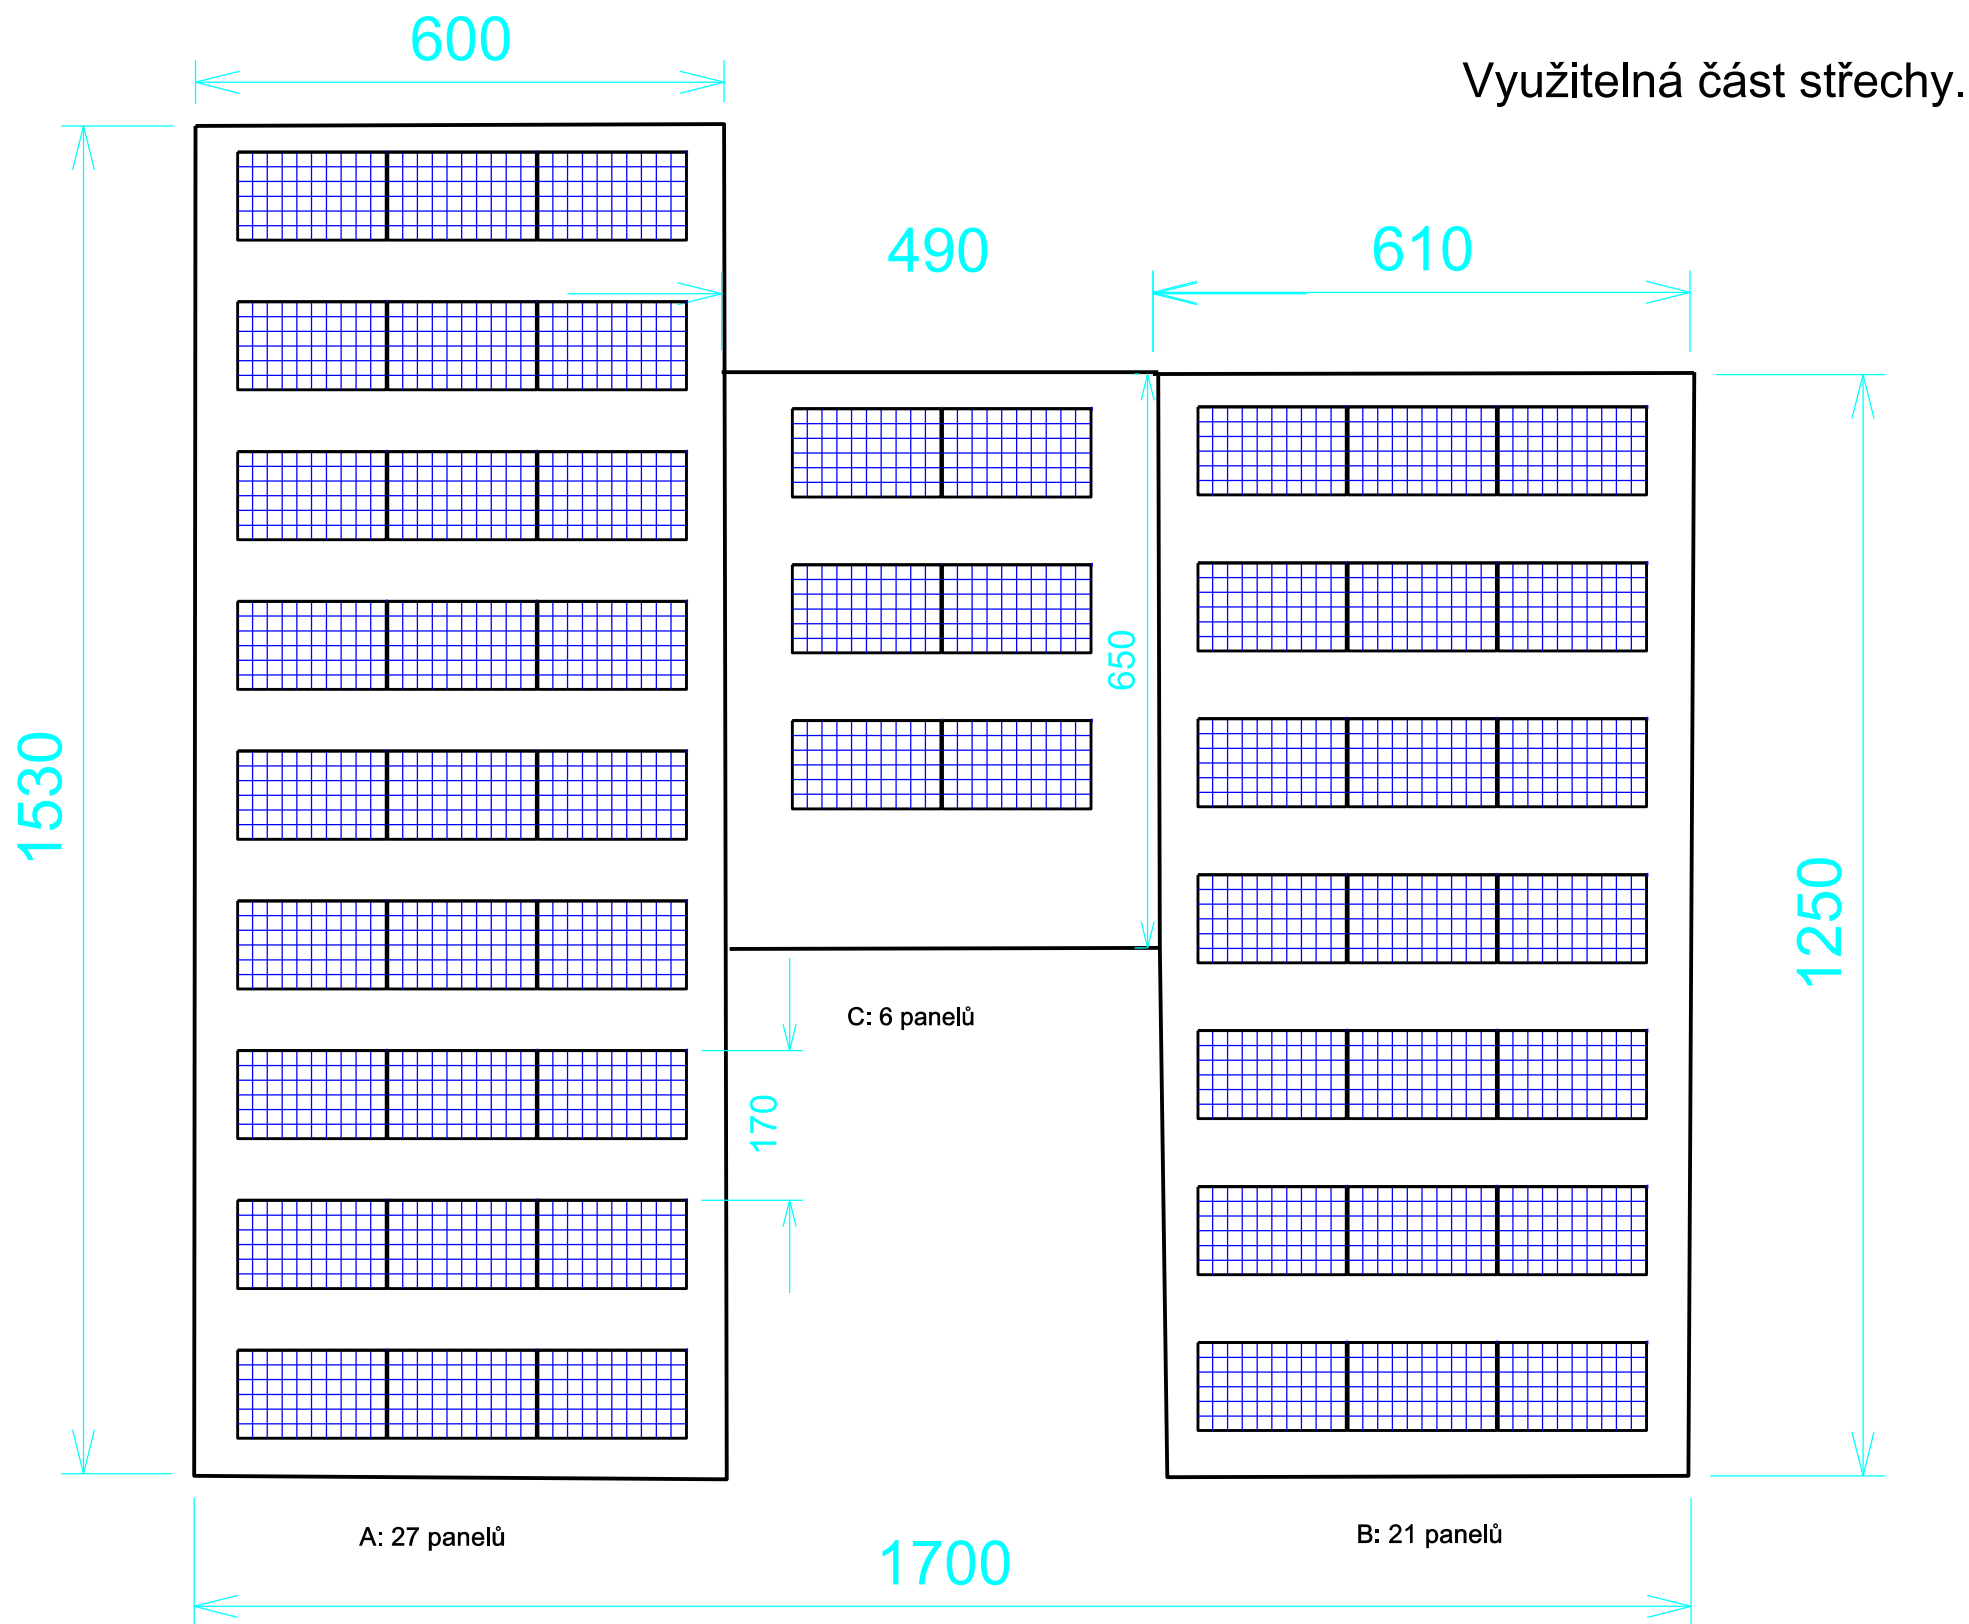 600
Využitelná část střechy.
490
610
650
1530
1250
C: 6 panelů
170
A: 27 panelů
B: 21 panelů
1700